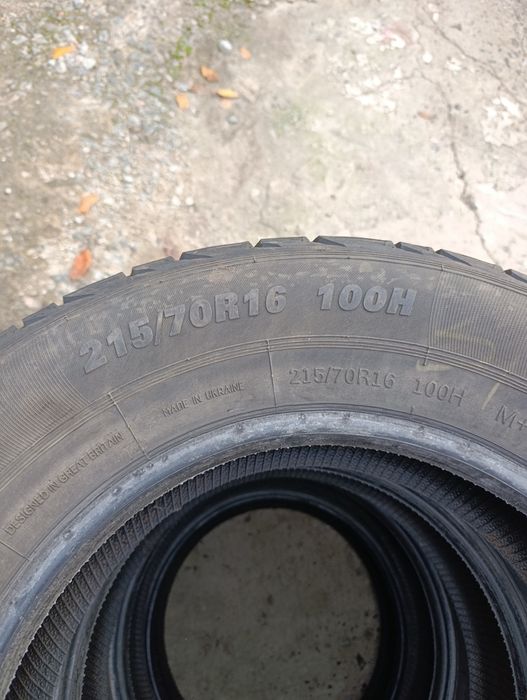 215/70R16 100H
215/70R16 100H M+
MADE IN UKRAINE
DESIGNED IN GREAT BRITAIN